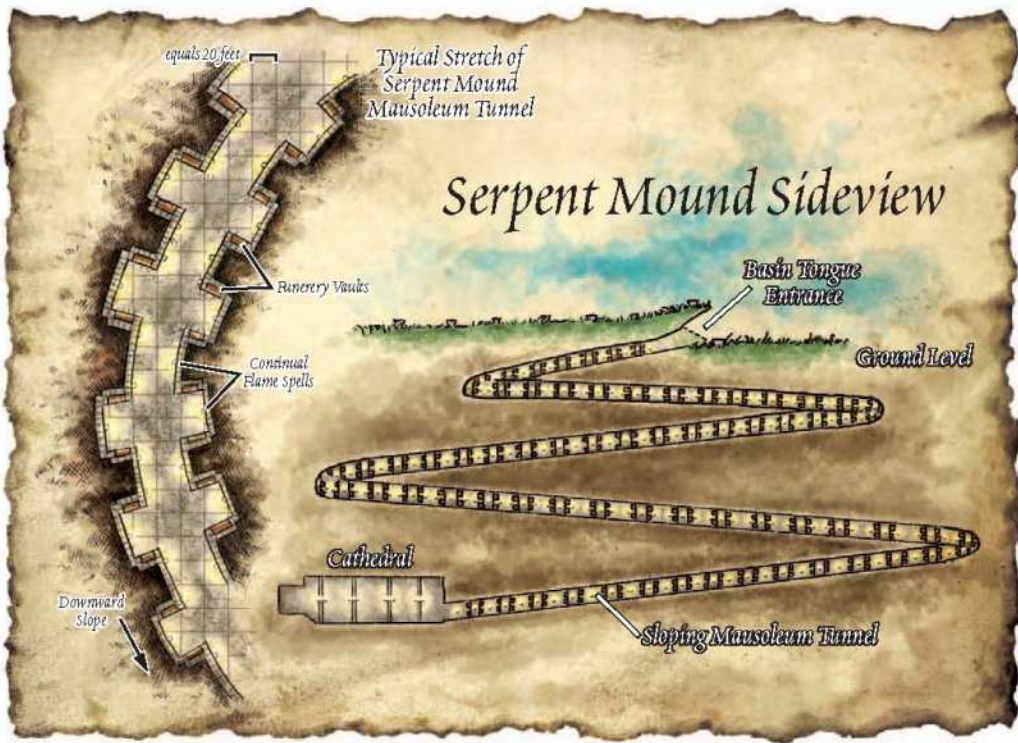 equals 20 feet
Typical Stretch of
Serpent Mound
Mausoleum Tunnel
Serpent Mound Sideview
Basin Tongue
Entrance
Funerery Vaults
Ground Level
Continual
Flame Spells
Cathedral
Downward
Slope
Sloping Mausoleum Tunnel